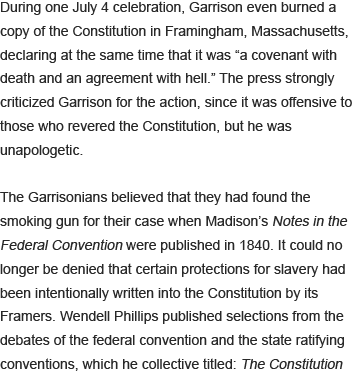 During one July 4 celebration, Garrison even burned a
copy of the Constitution in Framingham, Massachusetts,
declaring at the same time that it was “a covenant with
death and an agreement with hell.” The press strongly
criticized Garrison for the action, since it was offensive to
those who revered the Constitution, but he was
unapologetic.
The Garrisonians believed that they had found the
smoking gun for their case when Madison’s Notes in the
Federal Convention were published in 1840. It could no
longer be denied that certain protections for slavery had
been intentionally written into the Constitution by its
Framers. Wendell Phillips published selections from the
debates of the federal convention and the state ratifying
conventions, which he collective titled: The Constitution